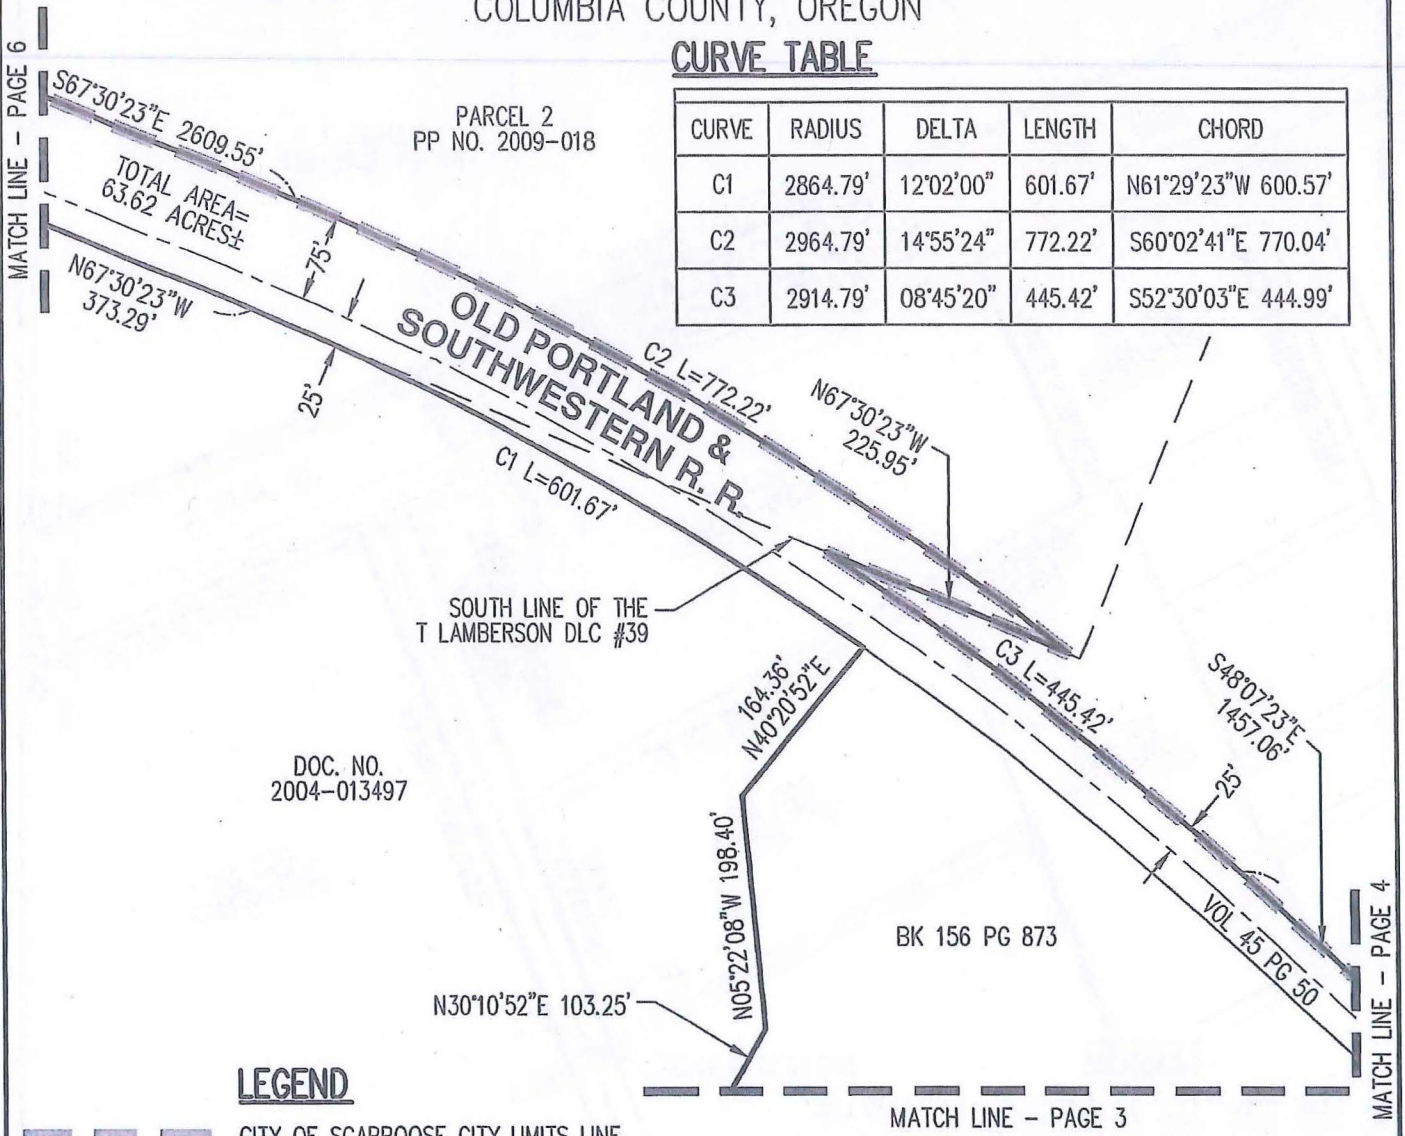 COLUMBIA COUNTY, OREGON
CURVE TABLE
CURVE RADIUS DELTA LENGTH CHORD
C1 2864.79' 12°02'00" 601.67' N61°29'23"W 600.57'
C2 2964.79' 14°55'24" 772.22' S60°02'41"E 770.04'
C3 2914.79' 08°45'20" 445.42' S52°30'03"E 444.99'
MATCH LINE - PAGE 6
S67°30'23"E 2609.55'
PARCEL 2
PP NO. 2009-018
TOTAL AREA=
63.62 ACRES±
75'
N67°30'23"W
373.29'
25'
OLD PORTLAND &
SOUTHWESTERN R. R.
C2 L=772.22'
N67°30'23"W
225.95'
C1 L=601.67'
SOUTH LINE OF THE
T LAMBERSON DLC #39
C3 L=445.42'
164.36'
N40°20'52"E
S48°07'23"E
1457.06'
25'
DOC. NO.
2004-013497
N05°22'08"W 198.40'
BK 156 PG 873
VOL 45 PG 50
N30°10'52"E 103.25'
MATCH LINE - PAGE 4
LEGEND
MATCH LINE - PAGE 3
CITY OF SCAPPOOSE CITY LIMITS LINE